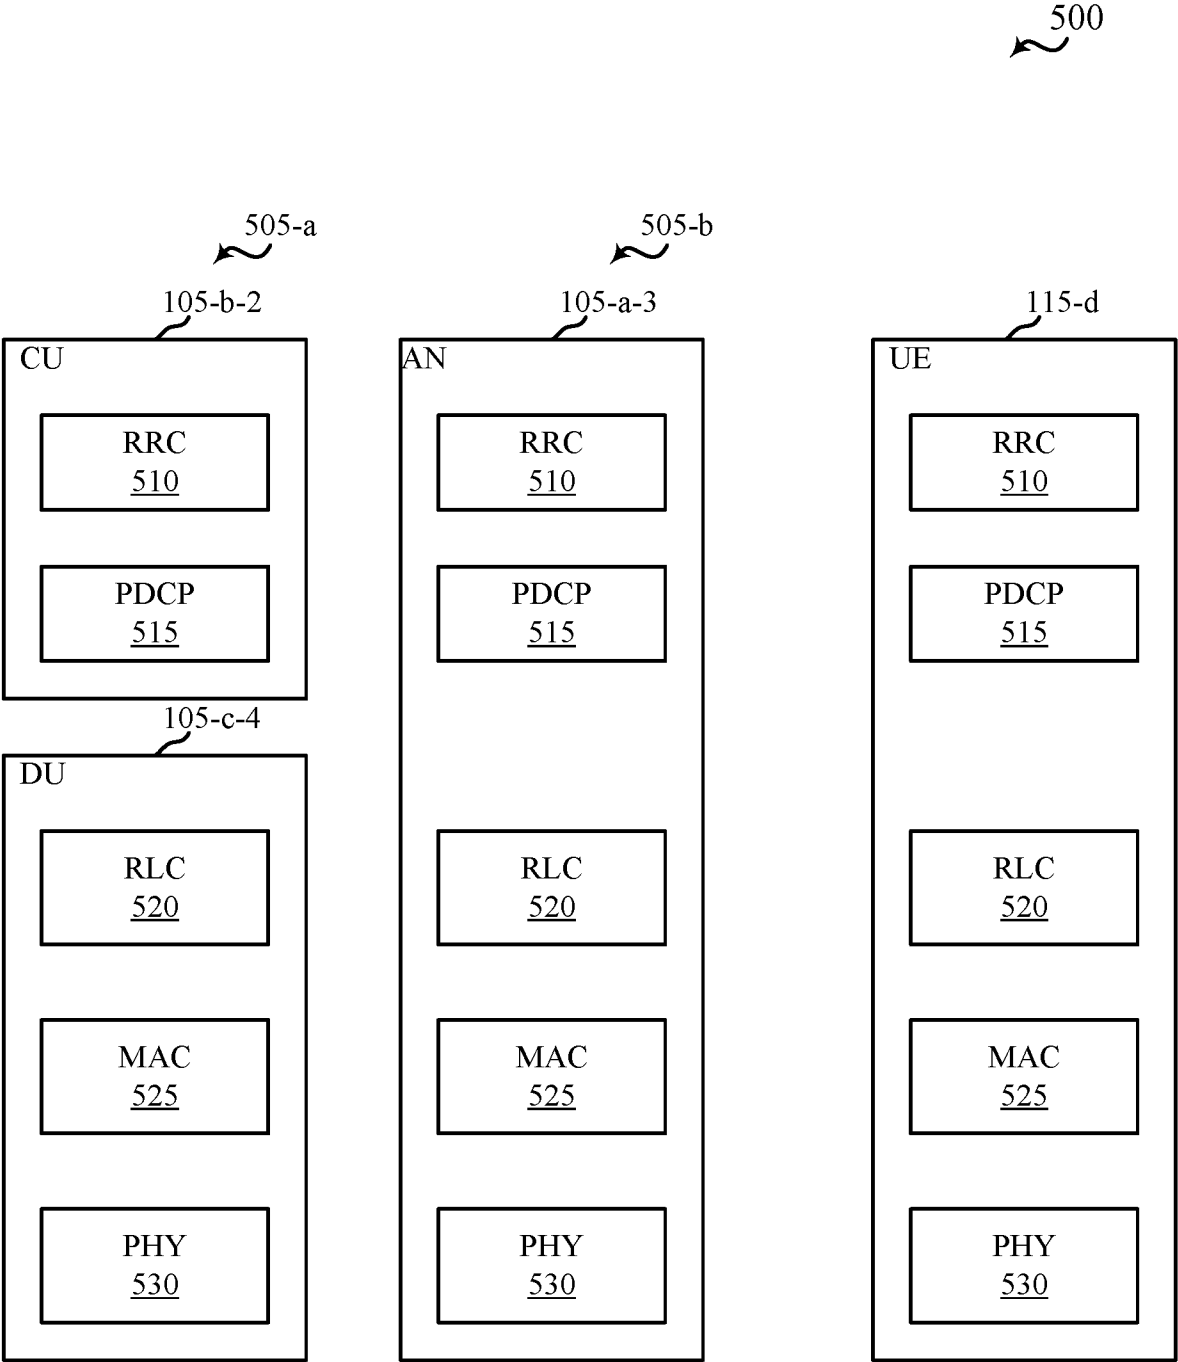 500
505-a
505-b
105-b-2
105-a-3
115-d
CU
RRC
510
PDCP
515
105-c-4
DU
RLC
520
MAC
525
PHY
530
AN
RRC
510
PDCP
515
RLC
520
MAC
525
PHY
530
UE
RRC
510
PDCP
515
RLC
520
MAC
525
PHY
530